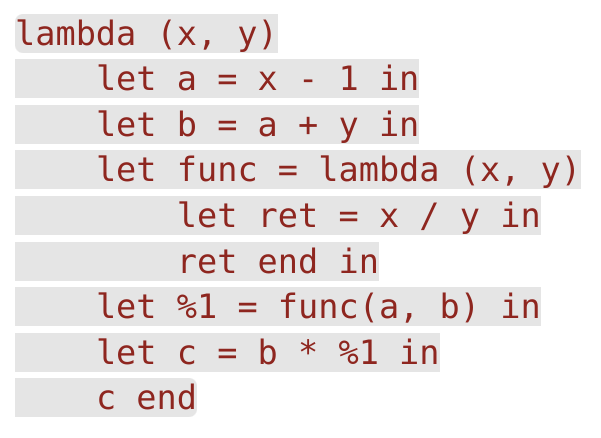 lambda (x, y)
    let a = x - 1 in
    let b = a + y in
    let func = lambda (x, y)
        let ret = x / y in
        ret end in
    let %1 = func(a, b) in
    let c = b * %1 in
    c end